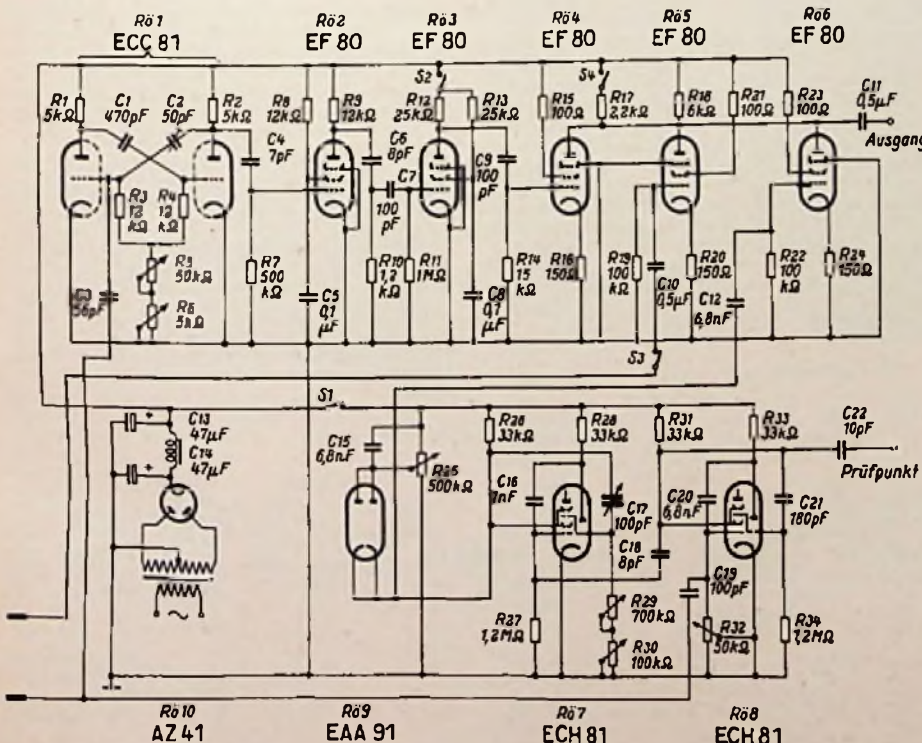 Rö1
ECC 81
Rö2
EF 80
Rö3
EF 80
Rö4
EF 80
Rö5
EF 80
Rö6
EF 80
R1
5kΩ
C1
470pF
C2
50pF
R2
5kΩ
C4
7pF
R8
12kΩ
R9
12kΩ
C6
8pF
S2
R12
25kΩ
R13
25kΩ
C7
100
pF
C9
100
pF
R15
100Ω
S4
R17
2,2kΩ
R18
6kΩ
R21
100Ω
R23
100Ω
C11
0,5µF
Ausgang
R3
12
kΩ
R4
12
kΩ
R5
50kΩ
R6
5kΩ
C3
56pF
R7
500
kΩ
C5
0,1
µF
R10
1,2
kΩ
R11
1MΩ
C8
0,1
µF
R14
15
kΩ
R16
150Ω
R19
100
kΩ
C10
0,5µF
R20
150Ω
C12
6,8nF
R22
100
kΩ
R24
150Ω
S3
S1
C13
47µF
C14
47µF
C15
6,8nF
R25
500kΩ
R26
33kΩ
R28
33kΩ
C16
1nF
C17
100pF
C18
8pF
R27
1,2MΩ
R29
700kΩ
R30
100kΩ
R31
33kΩ
R33
33kΩ
C22
10pF
Prüfpunkt
C20
6,8nF
C21
180pF
C19
100pF
R32
50kΩ
R34
1,2MΩ
Rö10
AZ 41
Rö9
EAA 91
Rö7
ECH 81
Rö8
ECH 81